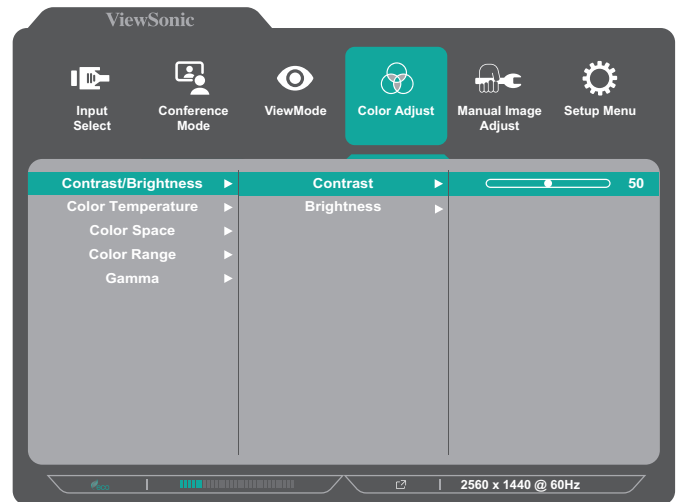 ViewSonic
Input
Select
Conference
Mode
ViewMode
Color Adjust
Manual Image
Adjust
Setup Menu
Contrast/Brightness
Contrast
50
Color Temperature
Brightness
Color Space
Color Range
Gamma
eco
2560 x 1440 @ 60Hz